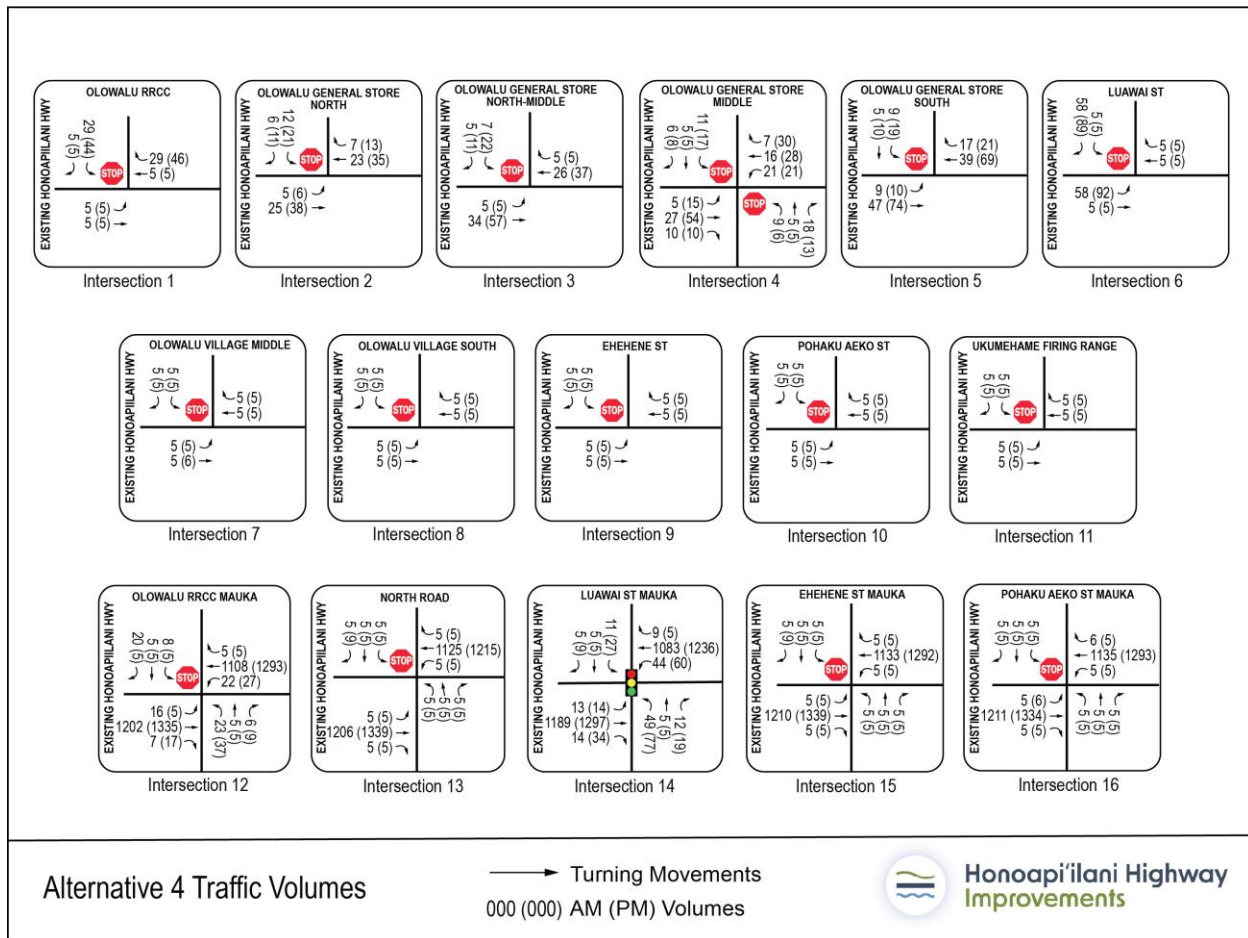 OLOWALU RRCC
EXISTING HONOAPIILANI HWY
5 (5)
29 (44)
STOP
29 (46)
5 (5)
5 (5)
5 (5)
Intersection 1
OLOWALU GENERAL STORE
NORTH
EXISTING HONOAPIILANI HWY
6 (11)
12 (21)
STOP
7 (13)
23 (35)
5 (6)
25 (38)
Intersection 2
OLOWALU GENERAL STORE
NORTH-MIDDLE
EXISTING HONOAPIILANI HWY
5 (11)
7 (22)
STOP
5 (5)
26 (37)
5 (5)
34 (57)
Intersection 3
OLOWALU GENERAL STORE
MIDDLE
EXISTING HONOAPIILANI HWY
6 (8)
5 (5)
11 (17)
STOP
7 (30)
16 (28)
21 (21)
5 (15)
27 (54)
10 (10)
STOP
9 (6)
5 (5)
18 (13)
Intersection 4
OLOWALU GENERAL STORE
SOUTH
EXISTING HONOAPIILANI HWY
5 (10)
9 (19)
STOP
17 (21)
39 (69)
9 (10)
47 (74)
Intersection 5
LUAWAI ST
EXISTING HONOAPIILANI HWY
58 (89)
5 (5)
STOP
5 (5)
5 (5)
58 (92)
5 (5)
Intersection 6
OLOWALU VILLAGE MIDDLE
EXISTING HONOAPIILANI HWY
5 (5)
5 (5)
STOP
5 (5)
5 (5)
5 (5)
5 (6)
Intersection 7
OLOWALU VILLAGE SOUTH
EXISTING HONOAPIILANI HWY
5 (5)
5 (5)
STOP
5 (5)
5 (5)
5 (5)
5 (5)
Intersection 8
EHEHENE ST
EXISTING HONOAPIILANI HWY
5 (5)
5 (5)
STOP
5 (5)
5 (5)
5 (5)
5 (5)
Intersection 9
POHAKU AEKO ST
EXISTING HONOAPIILANI HWY
5 (5)
5 (5)
STOP
5 (5)
5 (5)
5 (5)
5 (5)
Intersection 10
UKUMEHAME FIRING RANGE
EXISTING HONOAPIILANI HWY
5 (5)
5 (5)
STOP
5 (5)
5 (5)
5 (5)
5 (5)
Intersection 11
OLOWALU RRCC MAUKA
EXISTING HONOAPIILANI HWY
20 (5)
5 (5)
8 (5)
STOP
5 (5)
1108 (1293)
22 (27)
16 (5)
1202 (1335)
7 (17)
23 (37)
5 (5)
6 (9)
Intersection 12
NORTH ROAD
EXISTING HONOAPIILANI HWY
5 (9)
5 (5)
5 (5)
STOP
5 (5)
1125 (1215)
5 (5)
5 (5)
1206 (1339)
5 (5)
5 (5)
5 (5)
5 (5)
Intersection 13
LUAWAI ST MAUKA
EXISTING HONOAPIILANI HWY
5 (9)
5 (5)
11 (27)
9 (5)
1083 (1236)
44 (60)
13 (14)
1189 (1297)
14 (34)
49 (77)
5 (5)
12 (19)
Intersection 14
EHEHENE ST MAUKA
EXISTING HONOAPIILANI HWY
5 (9)
5 (5)
5 (5)
STOP
5 (5)
1133 (1292)
5 (5)
5 (5)
1210 (1339)
5 (5)
5 (5)
5 (5)
5 (5)
Intersection 15
POHAKU AEKO ST MAUKA
EXISTING HONOAPIILANI HWY
5 (9)
5 (5)
5 (5)
STOP
6 (5)
1135 (1293)
5 (5)
5 (6)
1211 (1334)
5 (5)
5 (5)
5 (5)
5 (5)
Intersection 16
Alternative 4 Traffic Volumes
Turning Movements
000 (000) AM (PM) Volumes
Honoapiʻilani Highway
Improvements